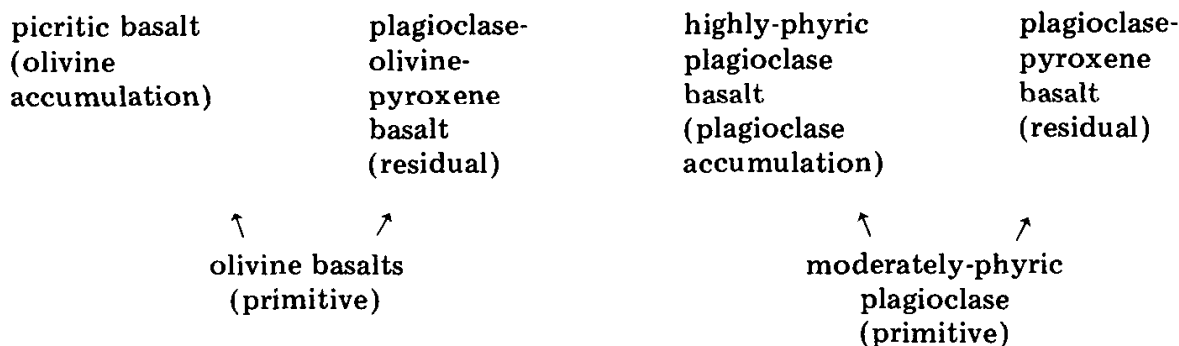 picritic basalt
(olivine
accumulation)
plagioclase-
olivine-
pyroxene
basalt
(residual)
highly-phyric
plagioclase
basalt
(plagioclase
accumulation)
plagioclase-
pyroxene
basalt
(residual)
↖ ↗
olivine basalts
(primitive)
↖ ↗
moderately-phyric
plagioclase
(primitive)